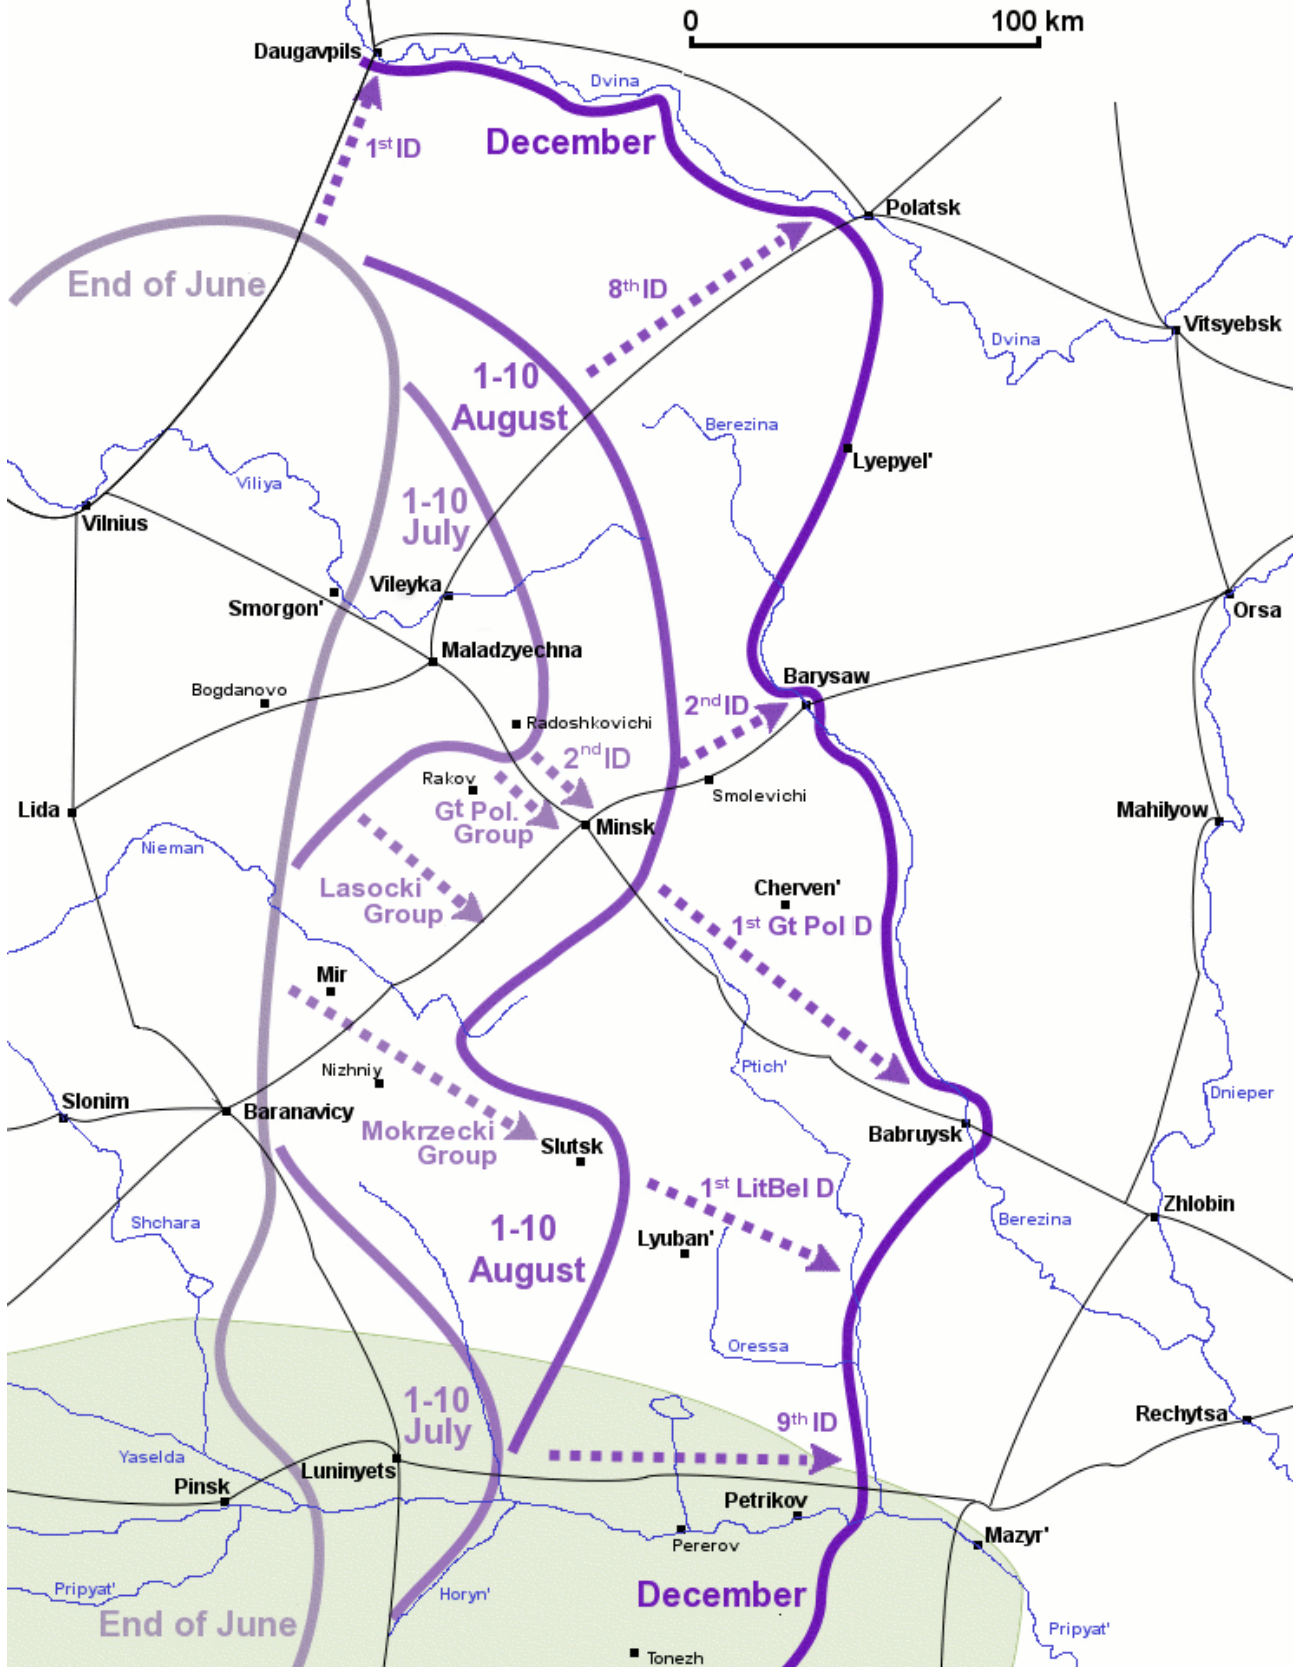 0 100 km
Daugavpils
Dvina
December
1st ID
Polatsk
End of June
8th ID
Vitsyebsk
Dvina
1-10
August
Berezina
Lyepyel'
Viliya
1-10
July
Vilnius
Vileyka
Smorgon'
Orsa
Maladzyechna
Barysaw
Bogdanovo
2nd ID
Radoshkovichi
2nd ID
Rakov
Smolevichi
Lida
Gt Pol.
Group
Minsk
Mahilyow
Nieman
Lasocki
Group
Cherven'
1st Gt Pol D
Mir
Nizhniy
Ptich'
Slonim
Baranavicy
Dnieper
Mokrzecki
Group
Slutsk
Babruysk
1st LitBel D
Zhlobin
Shchara
Berezina
1-10
August
Lyuban'
Oressa
1-10
July
9th ID
Rechytsa
Yaselda
Luninyets
Pinsk
Petrikov
Mazyr'
Pererov
Pripyat'
Horyn'
December
End of June
Pripyat'
Tonezh